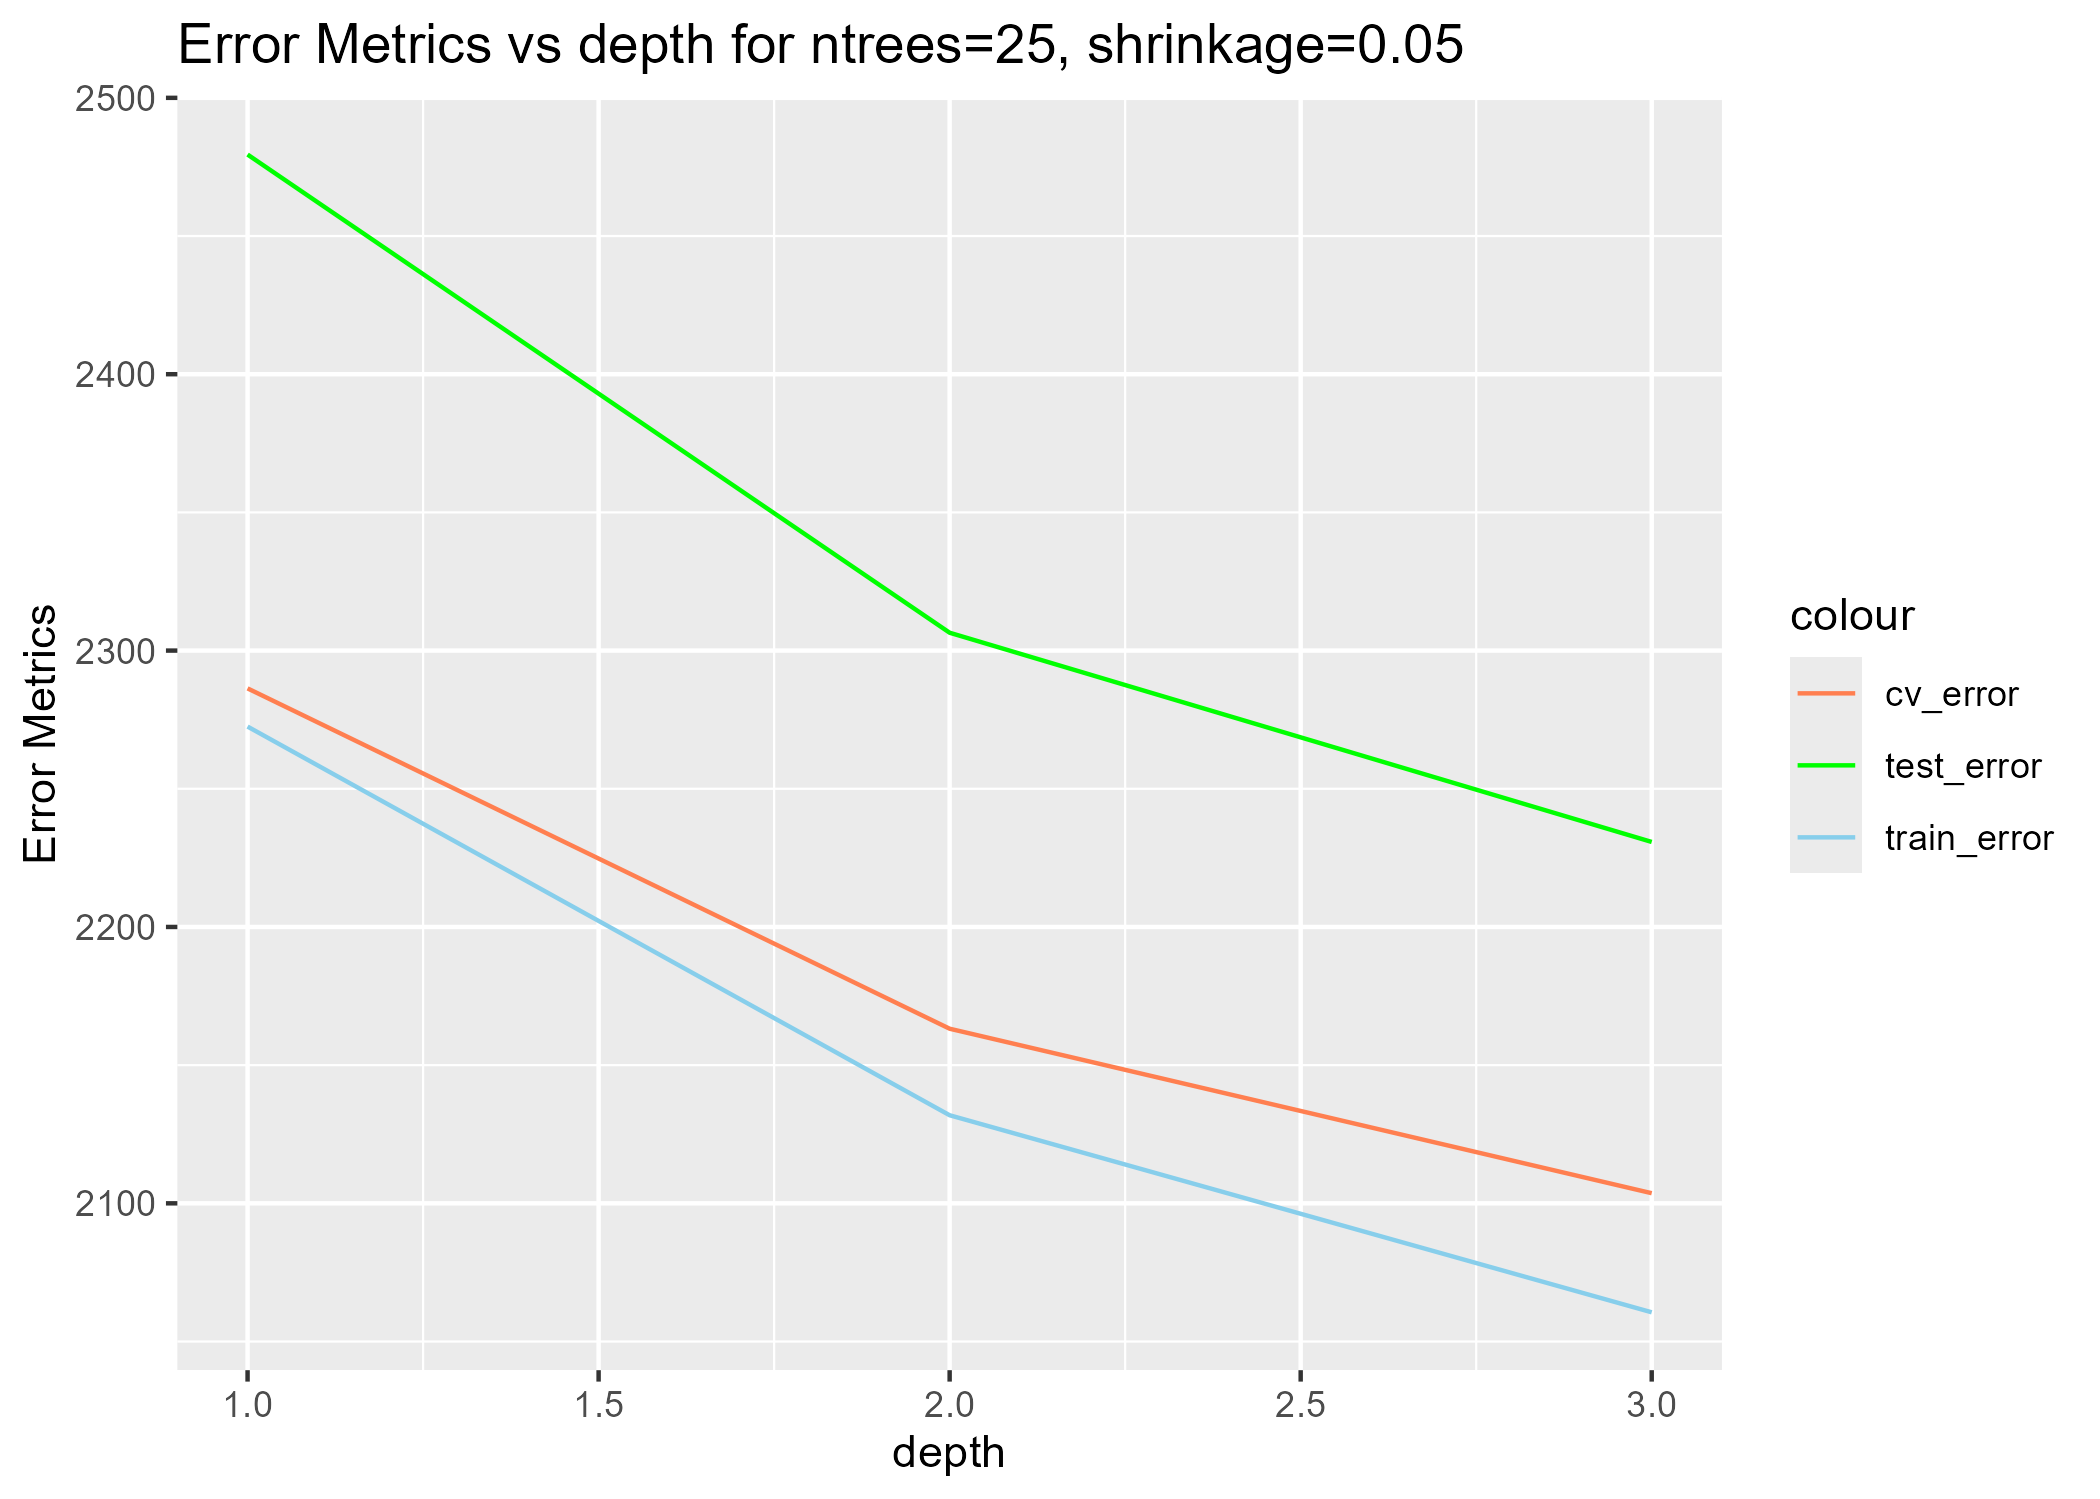 Error Metrics vs depth for ntrees=25, shrinkage=0.05
Error Metrics
2500
2400
2300
2200
2100
1.0 1.5 2.0 2.5 3.0
depth
colour
cv_error
test_error
train_error